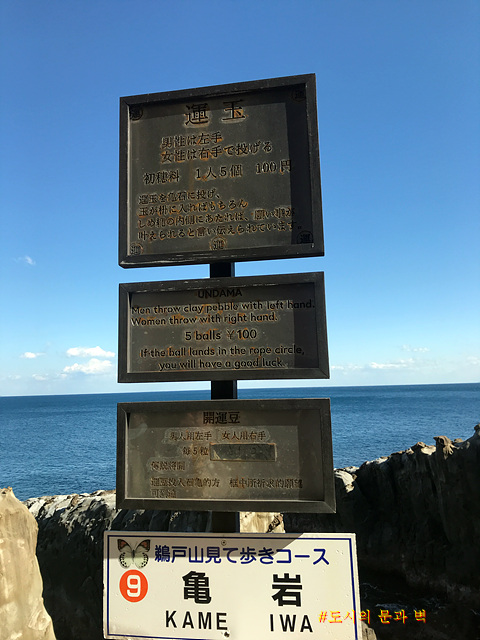 運玉
男性は左手
女性は右手で投げる
初穂料 1人5個 100円
運玉を亀石に投げ、
玉が枡に入ればもちろん
しめ縄の内側にあたれば、願い事が
叶えられると言い伝えられています
UNDAMA
Men throw clay pebble with left hand.
Women throw with right hand.
5 balls ¥100
If the ball lands in the rope circle,
you will have a good luck.
開運豆
男人用左手 女人用右手
每5粒
鵜戸山見て歩きコース
9
亀岩
KAME IWA
#도시의 문과 벽